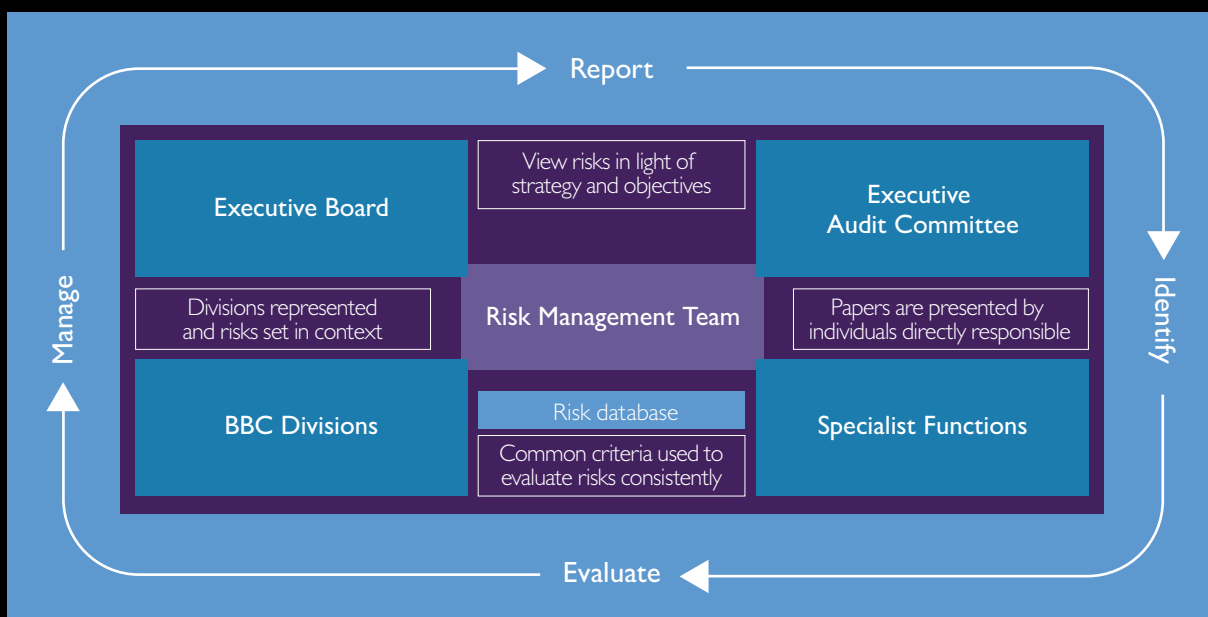 Report
Executive Board
View risks in light of
strategy and objectives
Executive
Audit Committee
Manage
Divisions represented
and risks set in context
Risk Management Team
Papers are presented by
individuals directly responsible
Identify
BBC Divisions
Risk database
Common criteria used to
evaluate risks consistently
Specialist Functions
Evaluate